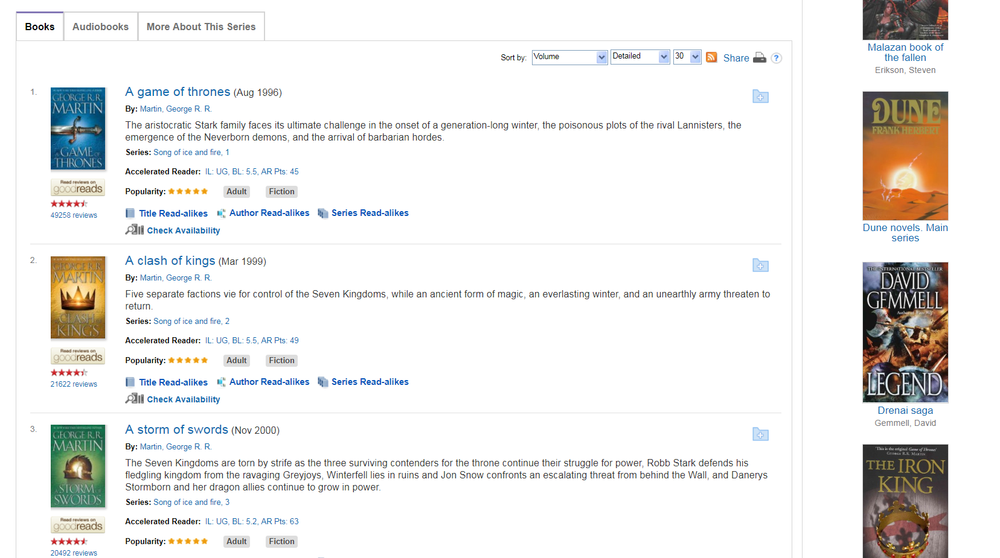 Books
Audiobooks
More About This Series
Sort by:
Volume
Detailed
30
Share
?
1.
GEORGE R.R.
MARTIN
A GAME OF
THRONES
Read reviews on
goodreads
49258 reviews
A game of thrones (Aug 1996)
By: Martin, George R. R.
The aristocratic Stark family faces its ultimate challenge in the onset of a generation-long winter, the poisonous plots of the rival Lannisters, the
emergence of the Neverborn demons, and the arrival of barbarian hordes.
Series: Song of ice and fire, 1
Accelerated Reader: IL: UG, BL: 5.5, AR Pts: 45
Popularity:
Adult
Fiction
Title Read-alikes
Author Read-alikes
Series Read-alikes
Check Availability
2.
GEORGE R.R.
MARTIN
A CLASH OF
KINGS
Read reviews on
goodreads
21622 reviews
A clash of kings (Mar 1999)
By: Martin, George R. R.
Five separate factions vie for control of the Seven Kingdoms, while an ancient form of magic, an everlasting winter, and an unearthly army threaten to
return.
Series: Song of ice and fire, 2
Accelerated Reader: IL: UG, BL: 5.5, AR Pts: 49
Popularity:
Adult
Fiction
Title Read-alikes
Author Read-alikes
Series Read-alikes
Check Availability
3.
GEORGE R.R.
MARTIN
A STORM OF
SWORDS
Read reviews on
goodreads
20492 reviews
A storm of swords (Nov 2000)
By: Martin, George R. R.
The Seven Kingdoms are torn by strife as the three surviving contenders for the throne continue their struggle for power, Robb Stark defends his
fledgling kingdom from the ravaging Greyjoys, Winterfell lies in ruins and Jon Snow confronts an escalating threat from behind the Wall, and Danerys
Stormborn and her dragon allies continue to grow in power.
Series: Song of ice and fire, 3
Accelerated Reader: IL: UG, BL: 5.2, AR Pts: 63
Popularity:
Adult
Fiction
Malazan book of
the fallen
Erikson, Steven
DUNE
FRANK HERBERT
Dune novels. Main
series
THE INTERNATIONAL BESTSELLER
DAVID
GEMMELL
Author of White Wolf
LEGEND
Drenai saga
Gemmell, David
'This is the original Game of Thrones'
GEORGE R.R. MARTIN
THE IRON
KING